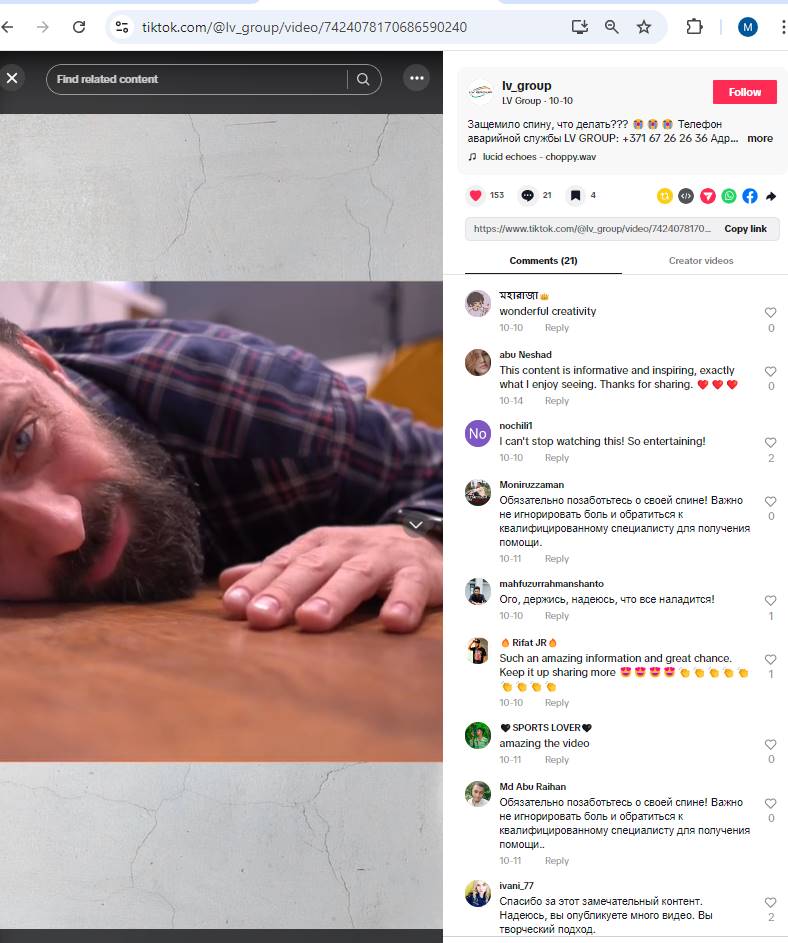 tiktok.com/@lv_group/video/7424078170686590240
M
Find related content
lv_group
LV Group · 10-10
Follow
LV GROUP
Защемило спину, что делать??? 😭 😭 😭 Телефон
аварийной службы LV GROUP: +371 67 26 26 36 Адр... more
lucid echoes - choppy.wav
153
21
4
https://www.tiktok.com/@lv_group/video/7424078170...
Copy link
Comments (21)
Creator videos
মহারাজা👑
wonderful creativity
10-10 Reply
0
abu Neshad
This content is informative and inspiring, exactly
what I enjoy seeing. Thanks for sharing. ❤️ ❤️ ❤️
10-14 Reply
0
No
nochili1
I can't stop watching this! So entertaining!
10-10 Reply
2
Moniruzzaman
Обязательно позаботьтесь о своей спине! Важно
не игнорировать боль и обратиться к
квалифицированному специалисту для получения
помощи.
10-11 Reply
0
mahfuzurrahmanshanto
Ого, держись, надеюсь, что все наладится!
10-10 Reply
1
🔥 Rifat JR🔥
Such an amazing information and great chance.
Keep it up sharing more 😍 😍 😍 😍 👏 👏 👏 👏 👏
👏 👏 👏 👏
10-10 Reply
1
🖤 SPORTS LOVER🖤
amazing the video
10-11 Reply
0
Md Abu Raihan
Обязательно позаботьтесь о своей спине! Важно
не игнорировать боль и обратиться к
квалифицированному специалисту для получения
помощи..
10-11 Reply
0
ivani_77
Спасибо за этот замечательный контент.
Надеюсь, вы опубликуете много видео. Вы
творческий подход.
2